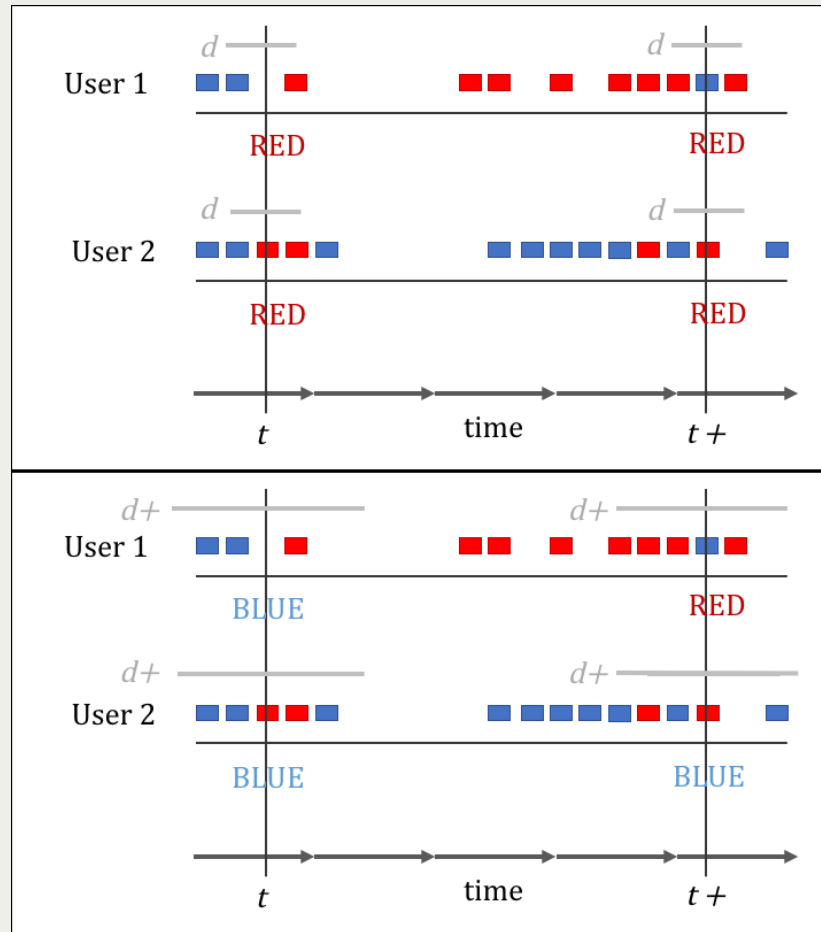 d d
User 1
RED RED
d d
User 2
RED RED
t time t +
d+ d+
User 1
BLUE RED
d+ d+
User 2
BLUE BLUE
t time t +